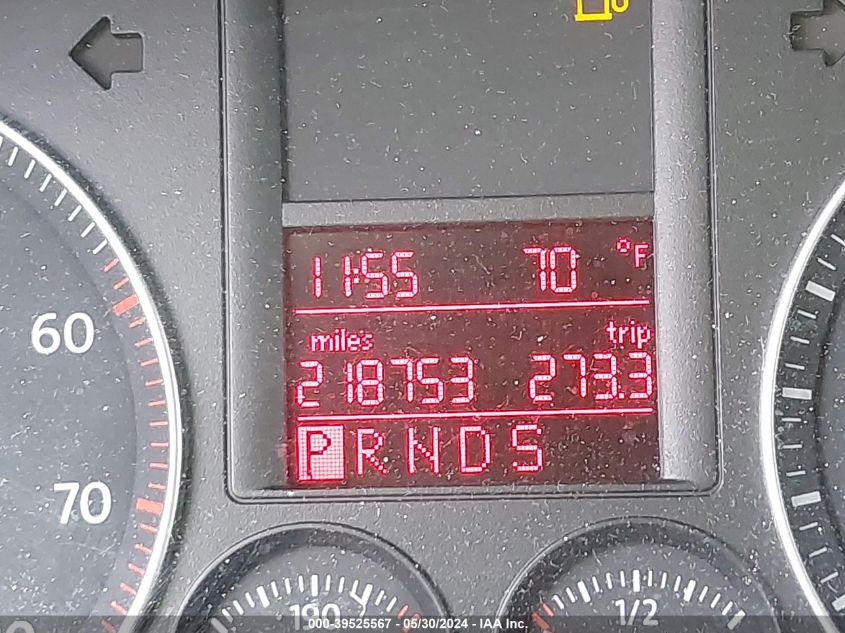 11:55 70 °F
miles trip
218753 273.3
P R N D S
60
70
190
1/2
000-39525567 - 05/30/2024 - IAA Inc.